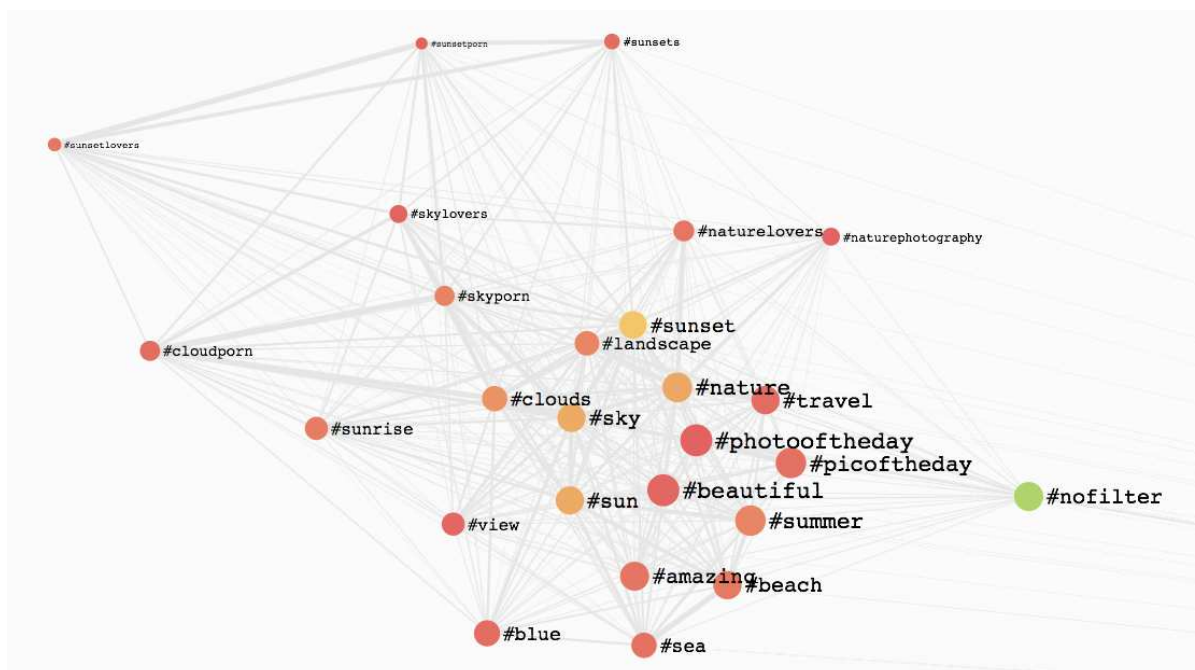 #sunsetporn
#sunsets
#sunsetlovers
#skylovers
#naturelovers
#naturephotography
#skyporn
#sunset
#landscape
#cloudporn
#nature
#clouds
#travel
#sky
#sunrise
#photooftheday
#picoftheday
#beautiful
#nofilter
#sun
#summer
#view
#amazing
#beach
#blue
#sea